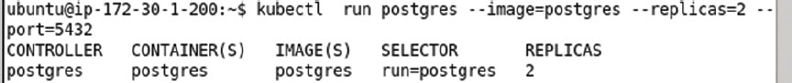 ubuntu@ip-172-30-1-200:~$ kubectl  run postgres --image=postgres --replicas=2 --
port=5432
CONTROLLER   CONTAINER(S)   IMAGE(S)   SELECTOR       REPLICAS
postgres     postgres       postgres   run=postgres   2